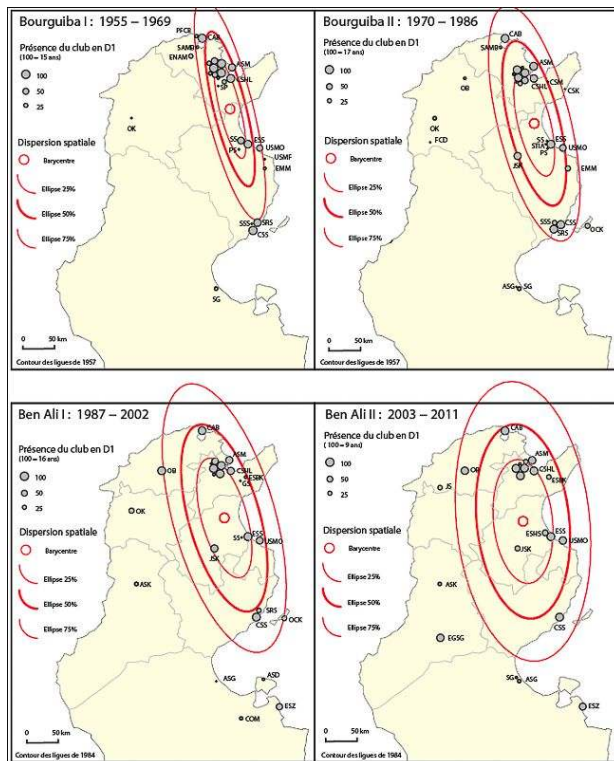 Bourguiba I : 1955 – 1969
Présence du club en D1
(100 = 15 ans)
100
50
25
Dispersion spatiale
Barycentre
Ellipse 25%
Ellipse 50%
Ellipse 75%
0 50 km
Contour des ligues de 1957
PFCB
CAB
SAMB
ENAM
ASM
CSHL
SP
OK
SS
ESS
PS
USMO
USMF
EMM
SSS
SRS
CSS
SG
Bourguiba II : 1970 – 1986
Présence du club en D1
(100 = 17 ans)
100
50
25
Dispersion spatiale
Barycentre
Ellipse 25%
Ellipse 50%
Ellipse 75%
0 50 km
Contour des ligues de 1957
CAB
SAMB
ASM
OB
CSHL
CSM
CSK
OK
FCD
SS
ESS
STIA
PS
USMO
JSK
EMM
SSS
CSS
SRS
OCK
ASG
SG
Ben Ali I : 1987 – 2002
Présence du club en D1
(100 = 16 ans)
100
50
25
Dispersion spatiale
Barycentre
Ellipse 25%
Ellipse 50%
Ellipse 75%
0 50 km
Contour des ligues de 1984
CAB
ASM
OB
CSHL
ESBK
GS
OK
SS
ESS
USMO
JSK
ASK
SRS
CSS
OCK
ASG
ASD
ESZ
COM
Ben Ali II : 2003 – 2011
Présence du club en D1
(100 = 9 ans)
100
50
25
Dispersion spatiale
Barycentre
Ellipse 25%
Ellipse 50%
Ellipse 75%
0 50 km
Contour des ligues de 1984
CAB
ASM
OB
CSHL
ESBK
JS
ESHS
ESS
USMO
JSK
ASK
CSS
EGSG
SG
ASG
ESZ